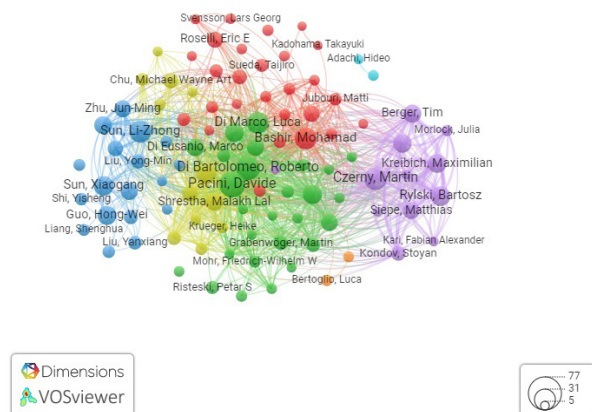 Svensson, Lars Georg
Roselli, Eric E
Kadohama, Takayuki
Sueda, Taijiro
Adachi, Hideo
Chu, Michael Wayne Art
Jubouri, Matti
Zhu, Jun-Ming
Berger, Tim
Di Marco, Luca
Sun, Li-Zhong
Bashir, Mohamad
Morlock, Julia
Di Eusanio, Marco
Liu, Yong-Min
Kreibich, Maximilian
Di Bartolomeo, Roberto
Czerny, Martin
Pacini, Davide
Sun, Xiaogang
Rylski, Bartosz
Shi, Yisheng
Shrestha, Malakh Lal
Siepe, Matthias
Guo, Hong-Wei
Krueger, Heike
Liang, Shenghua
Liu, Yanxiang
Grabenwöger, Martin
Kari, Fabian Alexander
Kondov, Stoyan
Mohr, Friedrich-Wilhelm W
Bertoglio, Luca
Risteski, Petar S
Dimensions
VOSviewer
77
31
5